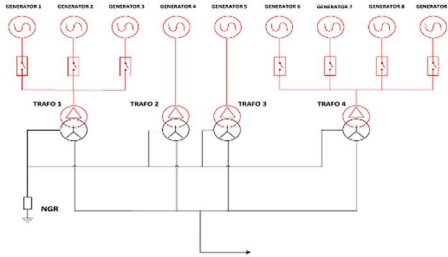 GENERATOR 1 GENERATOR 2 GENERATOR 3 GENERATOR 4 GENERATOR 5 GENERATOR 6 GENERATOR 7 GENERATOR 8 GENERATOR
TRAFO 1 TRAFO 2 TRAFO 3 TRAFO 4
NGR